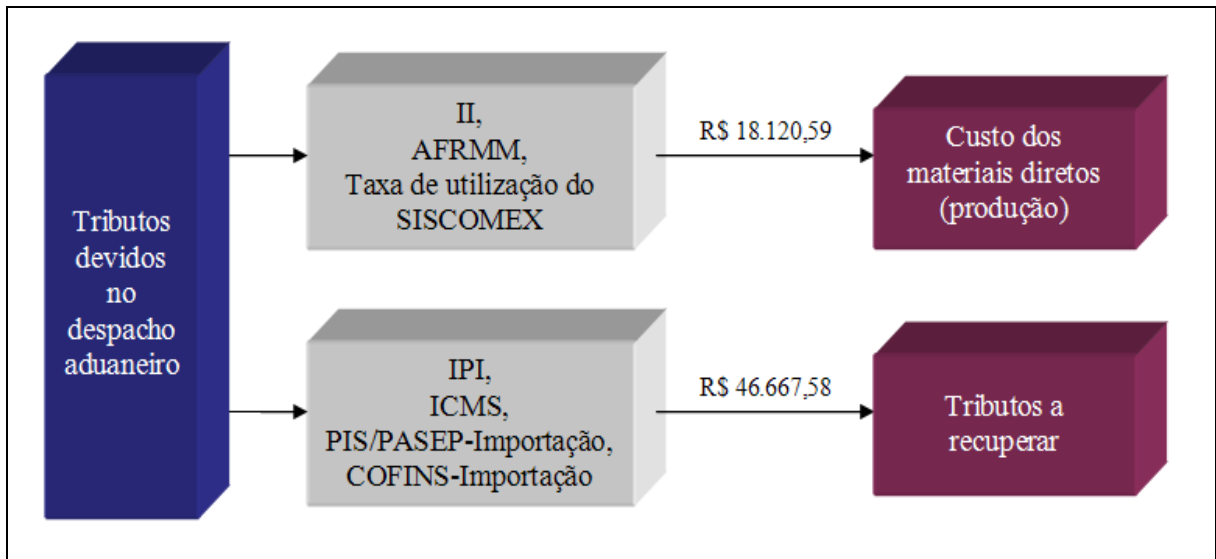 Tributos
devidos
no
despacho
aduaneiro
II,
AFRMM,
Taxa de utilização do
SISCOMEX
R$ 18.120,59
Custo dos
materiais diretos
(produção)
IPI,
ICMS,
PIS/PASEP-Importação,
COFINS-Importação
R$ 46.667,58
Tributos a
recuperar